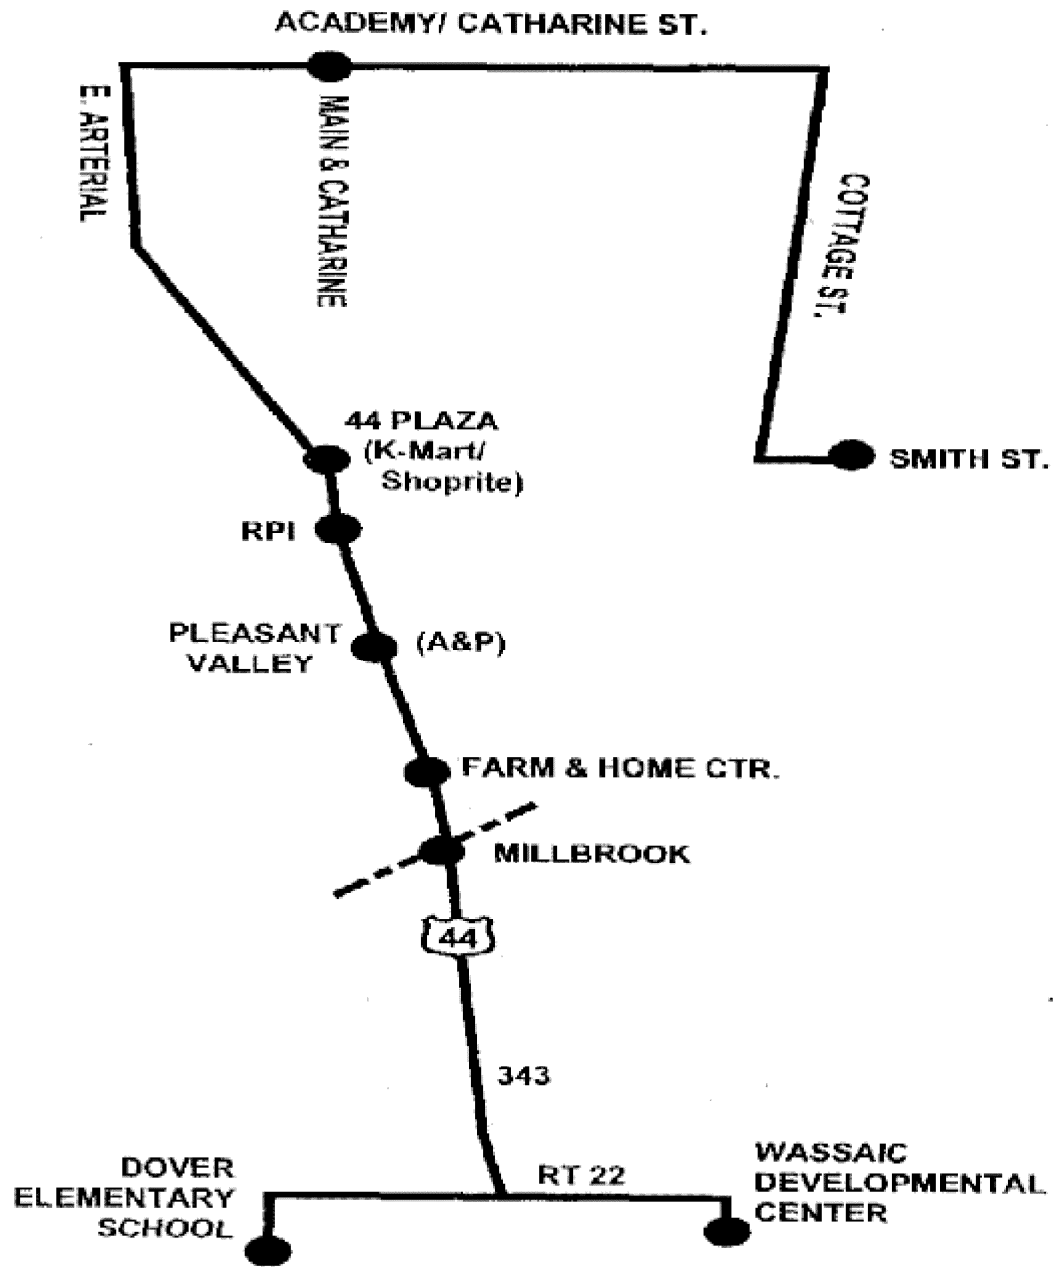 ACADEMY/ CATHARINE ST.
E. ARTERIAL
MAIN & CATHARINE
COTTAGE ST.
44 PLAZA
(K-Mart/
Shoprite)
SMITH ST.
RPI
PLEASANT
VALLEY
(A&P)
FARM & HOME CTR.
MILLBROOK
44
343
DOVER
ELEMENTARY
SCHOOL
RT 22
WASSAIC
DEVELOPMENTAL
CENTER